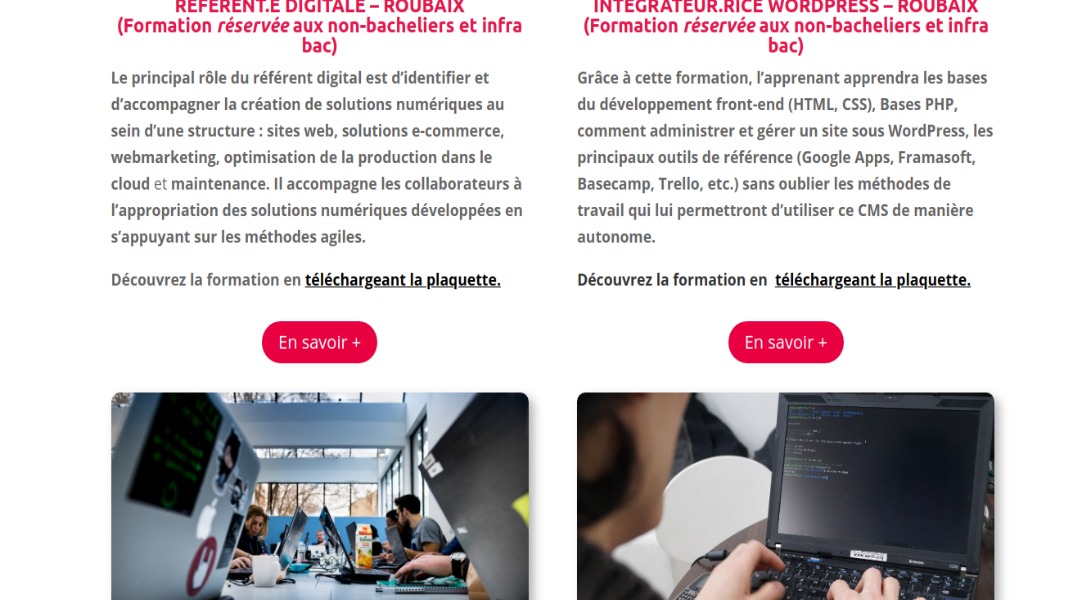 RÉFÉRENT.E DIGITALE – ROUBAIX
(Formation réservée aux non-bacheliers et infra
bac)
Le principal rôle du référent digital est d’identifier et
d’accompagner la création de solutions numériques au
sein d’une structure : sites web, solutions e-commerce,
webmarketing, optimisation de la production dans le
cloud et maintenance. Il accompagne les collaborateurs à
l’appropriation des solutions numériques développées en
s’appuyant sur les méthodes agiles.
Découvrez la formation en téléchargeant la plaquette.
En savoir +
INTÉGRATEUR.RICE WORDPRESS – ROUBAIX
(Formation réservée aux non-bacheliers et infra
bac)
Grâce à cette formation, l’apprenant apprendra les bases
du développement front-end (HTML, CSS), Bases PHP,
comment administrer et gérer un site sous WordPress, les
principaux outils de référence (Google Apps, Framasoft,
Basecamp, Trello, etc.) sans oublier les méthodes de
travail qui lui permettront d’utiliser ce CMS de manière
autonome.
Découvrez la formation en téléchargeant la plaquette.
En savoir +